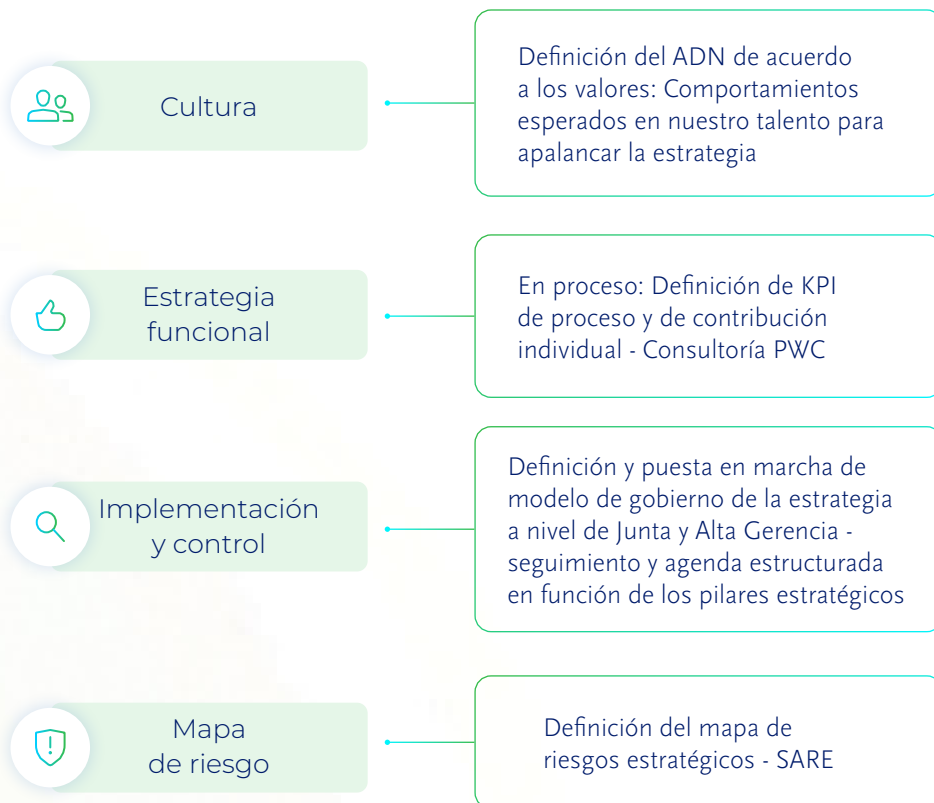 Cultura
Definición del ADN de acuerdo
a los valores: Comportamientos
esperados en nuestro talento para
apalancar la estrategia
Estrategia
funcional
En proceso: Definición de KPI
de proceso y de contribución
individual - Consultoría PWC
Implementación
y control
Definición y puesta en marcha de
modelo de gobierno de la estrategia
a nivel de Junta y Alta Gerencia -
seguimiento y agenda estructurada
en función de los pilares estratégicos
Mapa
de riesgo
Definición del mapa de
riesgos estratégicos - SARE